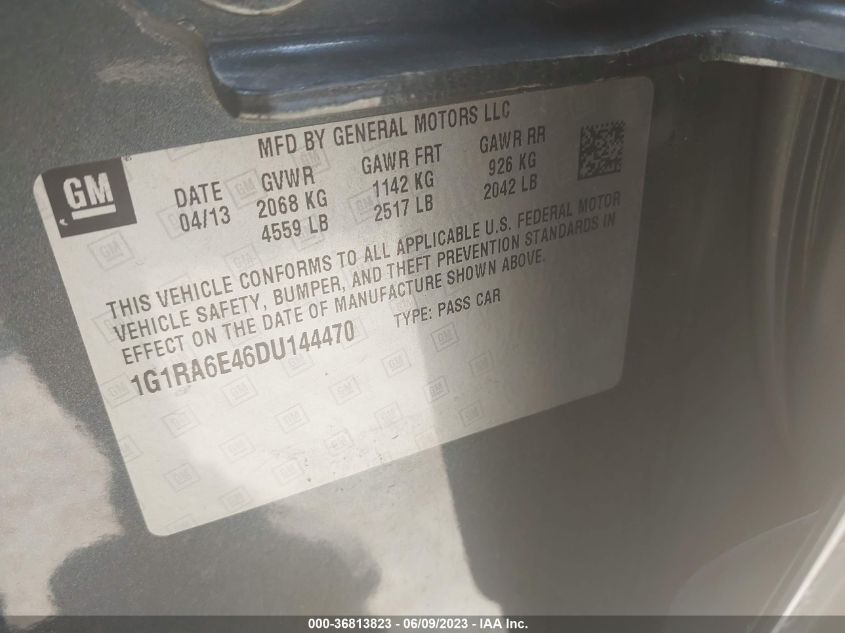 MFD BY GENERAL MOTORS LLC
GM
DATE GVWR GAWR FRT GAWR RR
04/13 2068 KG 1142 KG 926 KG
4559 LB 2517 LB 2042 LB
THIS VEHICLE CONFORMS TO ALL APPLICABLE U.S. FEDERAL MOTOR
VEHICLE SAFETY, BUMPER, AND THEFT PREVENTION STANDARDS IN
EFFECT ON THE DATE OF MANUFACTURE SHOWN ABOVE.
1G1RA6E46DU144470 TYPE: PASS CAR
000-36813823 - 06/09/2023 - IAA Inc.